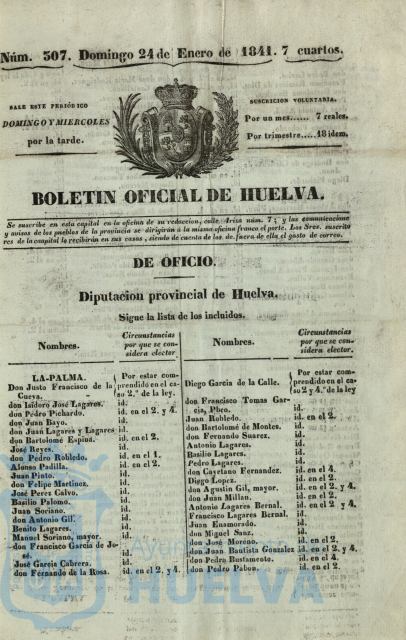 Núm. 307. Domingo 24 de Enero de 1841. 7 cuartos.
SALE ESTE PERIÓDICO
DOMINGO Y MIERCOLES
por la tarde.
SUSCRICION VOLUNTARIA.
Por un mes...... 7 reales.
Por trimestre.....18 idem.
BOLETIN OFICIAL DE HUELVA.
Se suscribe en esta capital en la oficina de su redaccion, calle Ariza núm. 7; y las comunicaciones
y avisos de los pueblos de la provincia se dirigirán á la misma oficina franco el porte. Los Sres. suscrito
res de la caapital lo recibirán en sus casas, siendo de cuenta de los de fuera de ella el gasto de correo.
DE OFICIO.
Diputacion provincial de Huelva.
Sigue la lista de los incluidos.
Nombres.
Circunstancias
por que se con-
sidera elector
LA-PALMA.
Don Justo Francisco de la
Cueva.
Por estar com-
prendido en el ca-
so 2.° de la ley.
don Isidoro José Lagares. id.
don Pedro Pichardo. id. en el 2. y 4.
don Juan Bayo. id.
don Juan Lagares y Lagares id.
don Bartolomé Espina. id. en el 2.
José Reyes. id.
don Pedro Robledo. id. en el 1.
Alonso Padilla. id. en el 2.
Juan Pinto. id.
don Felipe Martinez. id.
José Perez Calvo. id.
Basilio Palomo. id.
Juan Soriano. id.
don Antonio Gil. id.
Benito Lagares. id.
Manuel Soriano, mayor. id.
don Francisco Garcia de Jo-
sé. id.
José Garcia Cabrera. id.
don Fernando de la Rosa. id. en el 2. y 4.
Nombres.
Circunstancias
por que se con-
sidera elector.
Diego Garcia de la Calle.
Por estar com-
prendido en el ca-
so 2 y 4.° de la ley
don Francisco Tomas Gar-
cia, Pbro. id.
Juan Robledo. id. en el 2.
don Bartolomé de Montes. id.
don Fernando Suarez. id.
Antonio Lagares. id.
Basilio Lagares. id.
Pedro Lagares. id.
don Cayetano Fernandez. id. en el 4.
Diego Lopez. id. en el 2.
don Agustin Gil, mayor. id. en el 2. y 4.
don Juan Millan. id. en el 2.
Antonio Lagares Bernal. id. en el 2 y 4.
Francisco Lagares Bernal. id.
Juan Enamorado. id.
don Miguel Sanz. id.
don José Moreno. id. en el 2.
don Juan Bautista Gonzalez id. en el 2. y 4.
don Pedro Bustamento. id. en el 4.
don Pedro Pabon. id. en el 2.
HUELVA